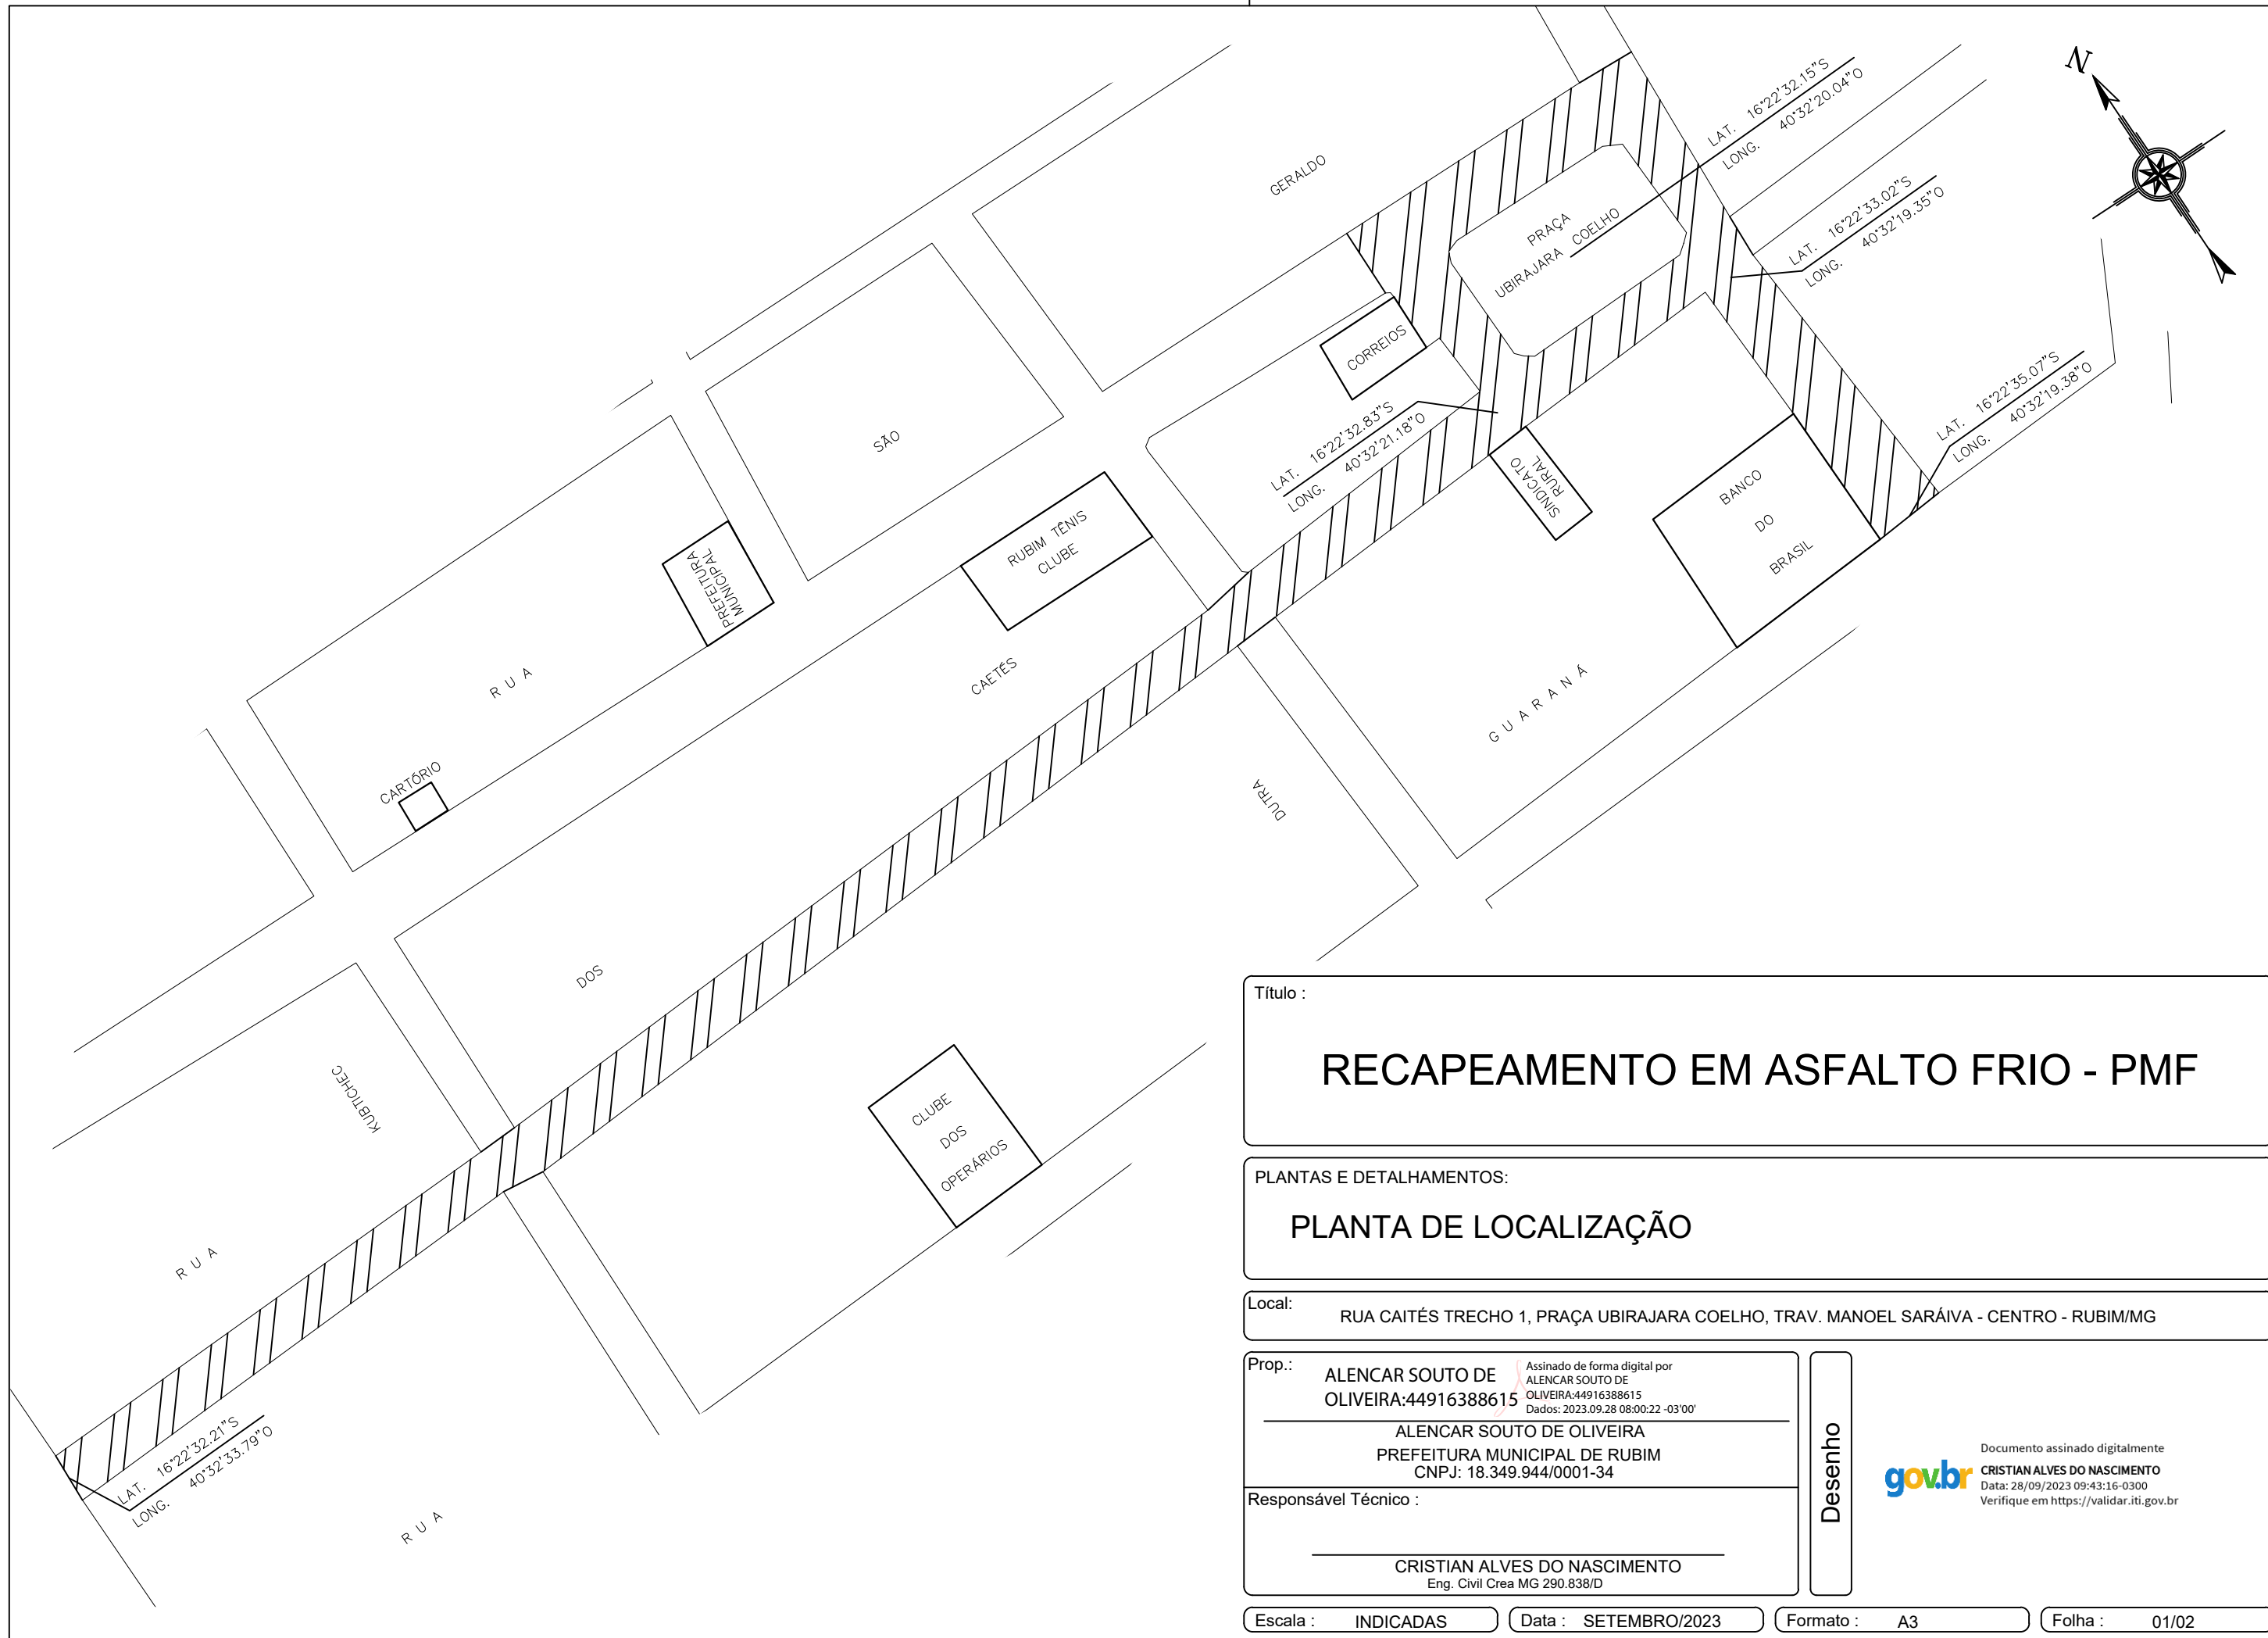 N
LAT. 16°22'32.15"S
LONG. 40°32'20.04"O
GERALDO
PRAÇA
UBIRAJARA COELHO
LAT. 16°22'33.02"S
LONG. 40°32'19.35"O
CORREIOS
LAT. 16°22'35.07"S
LONG. 40°32'19.38"O
LAT. 16°22'32.83"S
LONG. 40°32'21.18"O
SÃO
SINDICATO
RURAL
BANCO
DO
BRASIL
RUBIM TÊNIS
CLUBE
PREFEITURA
MUNICIPAL
RUA
CAETÉS
GUARANÁ
CARTÓRIO
DUTRA
DOS
KUBTICHEC
CLUBE
DOS
OPERÁRIOS
RUA
LAT. 16°22'32.21"S
LONG. 40°32'33.79"O
RUA
Título :
RECAPEAMENTO EM ASFALTO FRIO - PMF
PLANTAS E DETALHAMENTOS:
PLANTA DE LOCALIZAÇÃO
Local:
RUA CAITÉS TRECHO 1, PRAÇA UBIRAJARA COELHO, TRAV. MANOEL SARÁIVA - CENTRO - RUBIM/MG
Prop.:
ALENCAR SOUTO DE
OLIVEIRA:44916388615
Assinado de forma digital por
ALENCAR SOUTO DE
OLIVEIRA:44916388615
Dados: 2023.09.28 08:00:22 -03'00'
ALENCAR SOUTO DE OLIVEIRA
PREFEITURA MUNICIPAL DE RUBIM
CNPJ: 18.349.944/0001-34
Responsável Técnico :
CRISTIAN ALVES DO NASCIMENTO
Eng. Civil Crea MG 290.838/D
Desenho
gov.br
Documento assinado digitalmente
CRISTIAN ALVES DO NASCIMENTO
Data: 28/09/2023 09:43:16-0300
Verifique em https://validar.iti.gov.br
Escala : INDICADAS
Data : SETEMBRO/2023
Formato : A3
Folha : 01/02